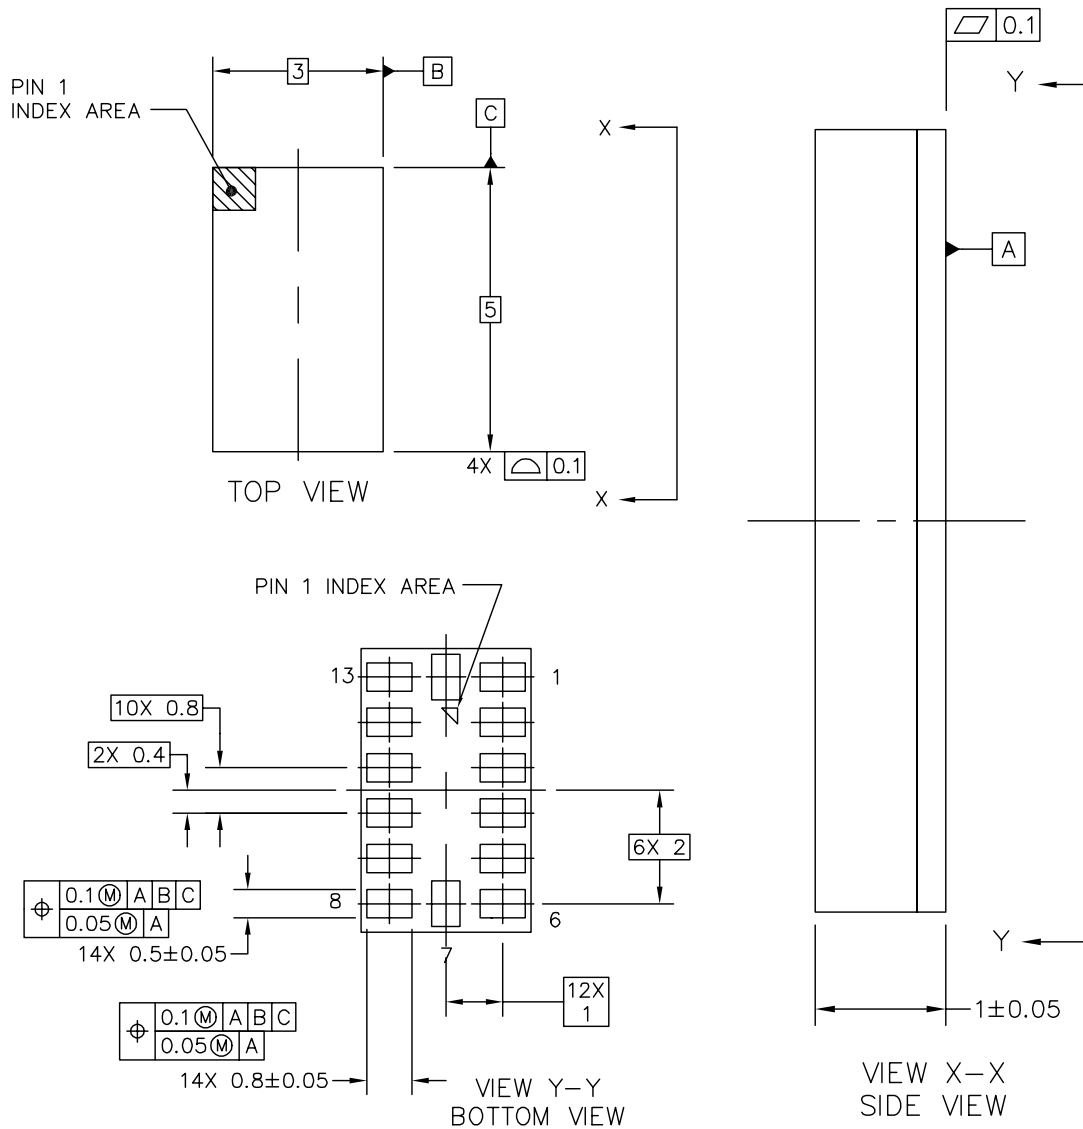 0.1
3
B
PIN 1
INDEX AREA
Y
C
X
A
5
4X 0.1
TOP VIEW
X
PIN 1 INDEX AREA
13
1
10X 0.8
2X 0.4
6X 2
0.1 Ⓜ A B C
0.05 Ⓜ A
8
6
14X 0.5±0.05
7
Y
12X
1
0.1 Ⓜ A B C
0.05 Ⓜ A
1±0.05
14X 0.8±0.05
VIEW Y-Y
BOTTOM VIEW
VIEW X-X
SIDE VIEW